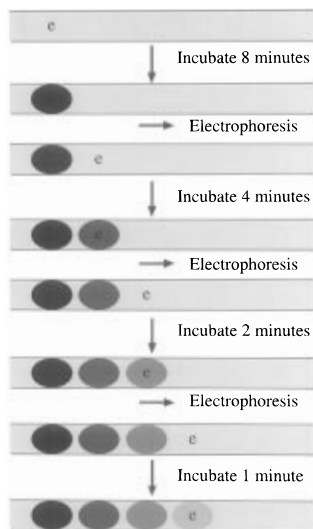 e
Incubate 8 minutes
Electrophoresis
e
Incubate 4 minutes
e
Electrophoresis
e
Incubate 2 minutes
e
Electrophoresis
e
Incubate 1 minute
e